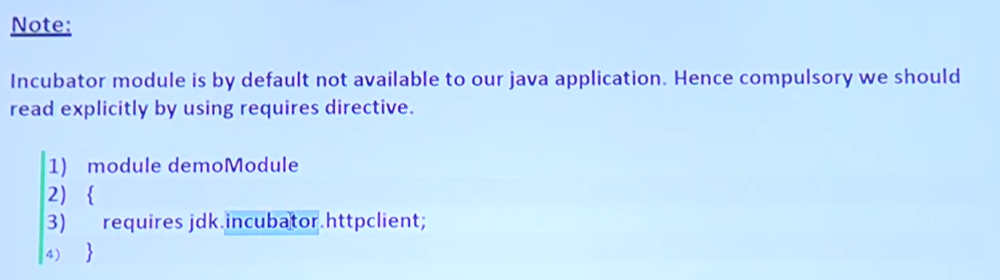 Note:
Incubator module is by default not available to our java application. Hence compulsory we should
read explicitly by using requires directive.
1) module demoModule
2) {
3) requires jdk.incubator.httpclient;
4) }